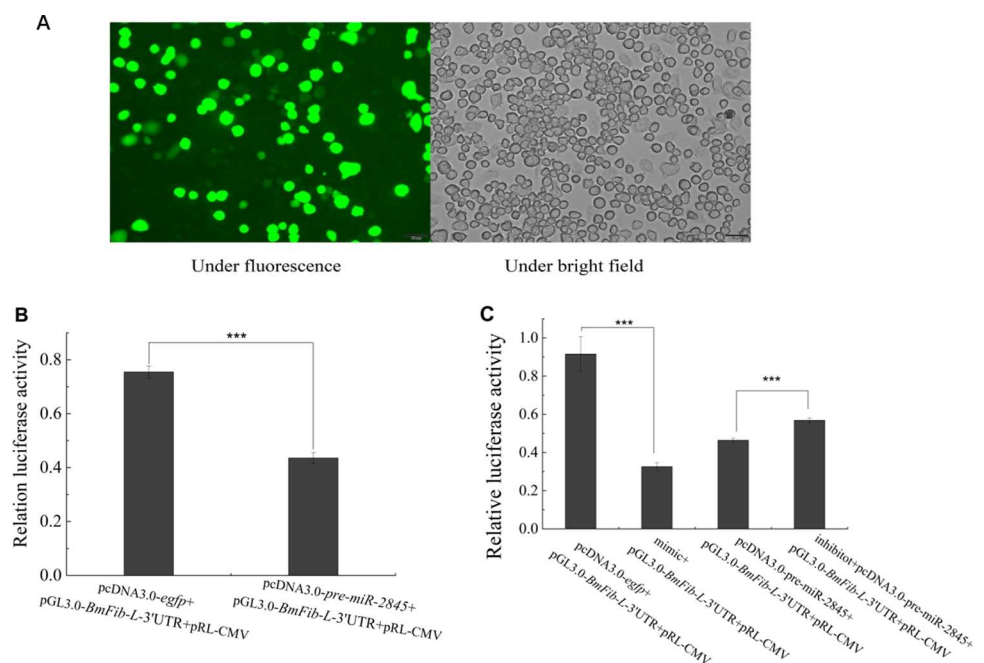 A
Under fluorescence
Under bright field
B
***
Relation luciferase activity
0.8
0.6
0.4
0.2
0.0
pcDNA3.0-egfp+
pGL3.0-BmFib-L-3'UTR+pRL-CMV
pcDNA3.0-pre-miR-2845+
pGL3.0-BmFib-L-3'UTR+pRL-CMV
C
***
***
Relative luciferase activity
1.0
0.8
0.6
0.4
0.2
0.0
pcDNA3.0-egfp+
pGL3.0-BmFib-L-3'UTR+pRL-CMV
mimic+
pGL3.0-BmFib-L-3'UTR+pRL-CMV
pcDNA3.0-pre-miR-2845+
pGL3.0-BmFib-L-3'UTR+pRL-CMV
inhibitot+pcDNA3.0-pre-miR-2845+
pGL3.0-BmFib-L-3'UTR+pRL-CMV